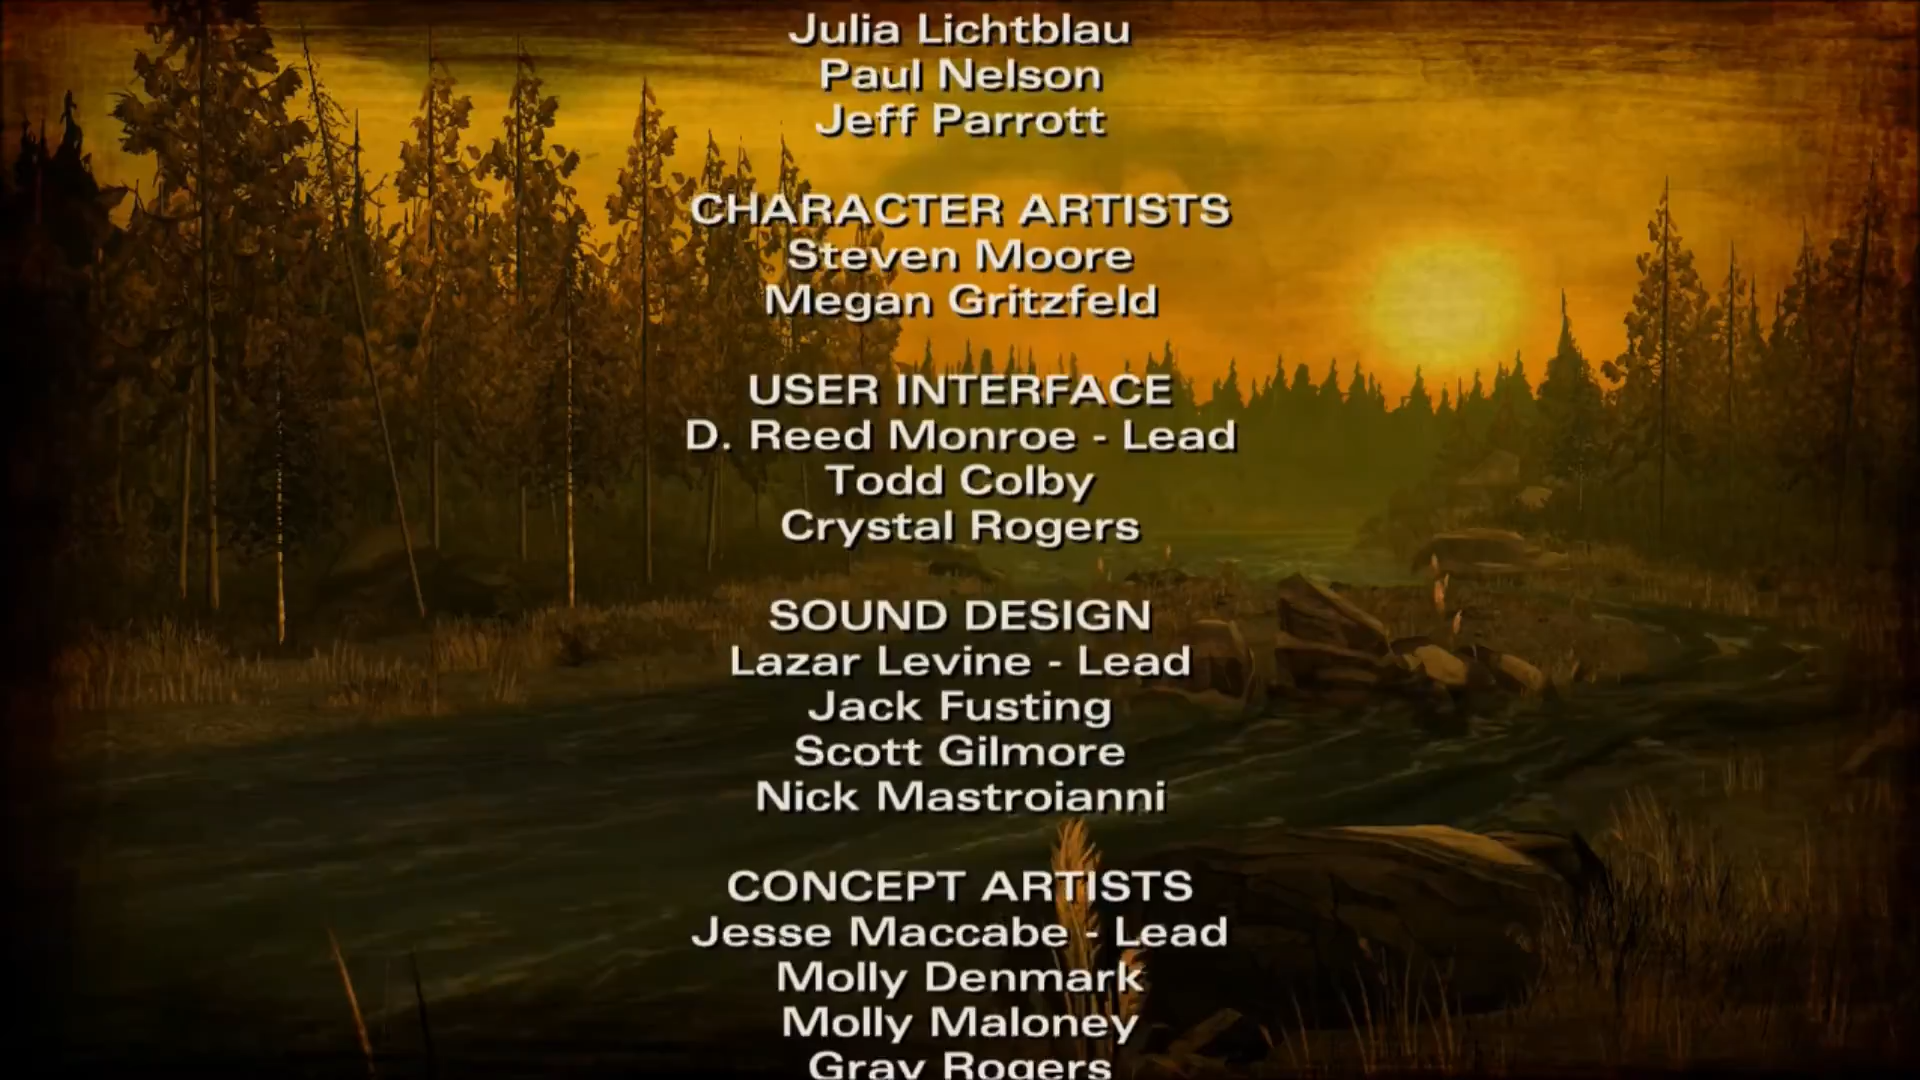 Julia Lichtblau
Paul Nelson
Jeff Parrott
CHARACTER ARTISTS
Steven Moore
Megan Gritzfeld
USER INTERFACE
D. Reed Monroe - Lead
Todd Colby
Crystal Rogers
SOUND DESIGN
Lazar Levine - Lead
Jack Fusting
Scott Gilmore
Nick Mastroianni
CONCEPT ARTISTS
Jesse Maccabe - Lead
Molly Denmark
Molly Maloney
Gray Rogers